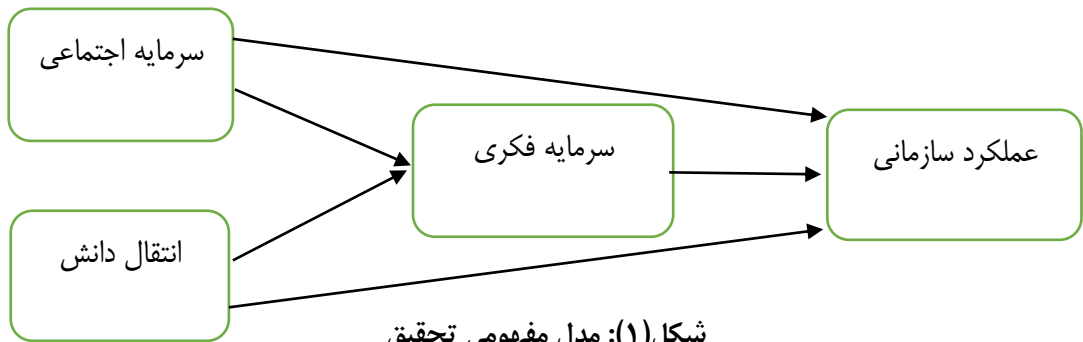 سرمایه اجتماعی
سرمایه فکری
عملکرد سازمانی
انتقال دانش
شکل(۱): مدل مفهومی تحقیق